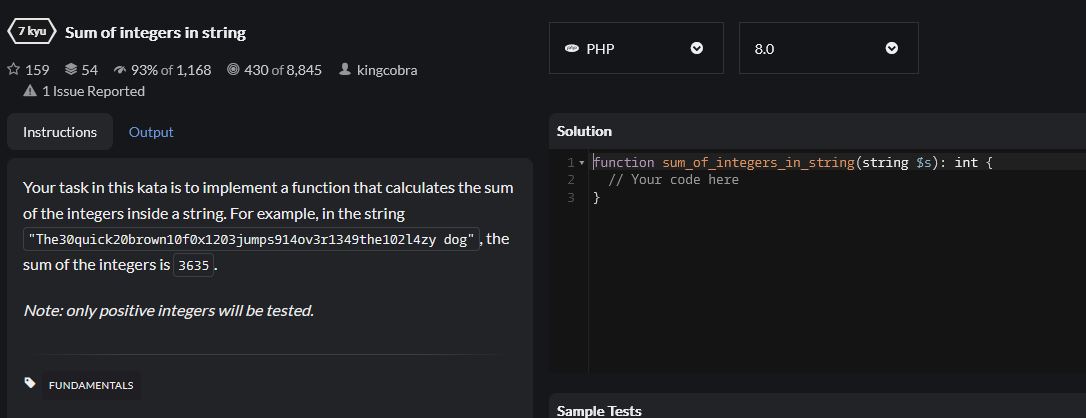 7 kyu Sum of integers in string
159 54 93% of 1,168 430 of 8,845 kingcobra
1 Issue Reported
Instructions Output
Your task in this kata is to implement a function that calculates the sum
of the integers inside a string. For example, in the string
"The30quick20brown10f0x1203jumps914ov3r1349the102l4zy dog", the
sum of the integers is 3635.
Note: only positive integers will be tested.
FUNDAMENTALS
php PHP 8.0
Solution
1 function sum_of_integers_in_string(string $s): int {
2 // Your code here
3 }
Sample Tests